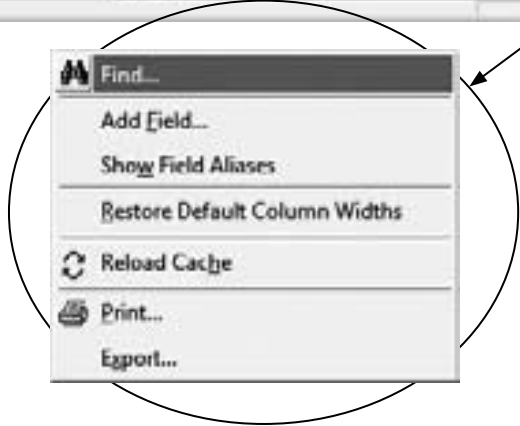 Find...
Add Field...
Show Field Aliases
Restore Default Column Widths
Reload Cache
Print...
Export...